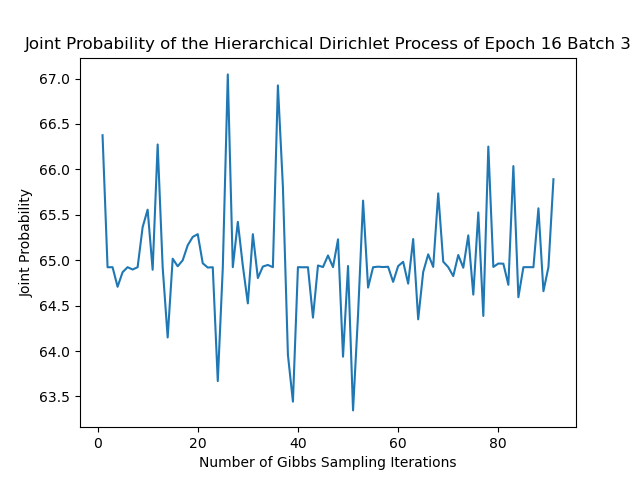 Joint Probability of the Hierarchical Dirichlet Process of Epoch 16 Batch 3
67.0
66.5
66.0
65.5
65.0
64.5
64.0
63.5
Joint Probability
0 20 40 60 80
Number of Gibbs Sampling Iterations